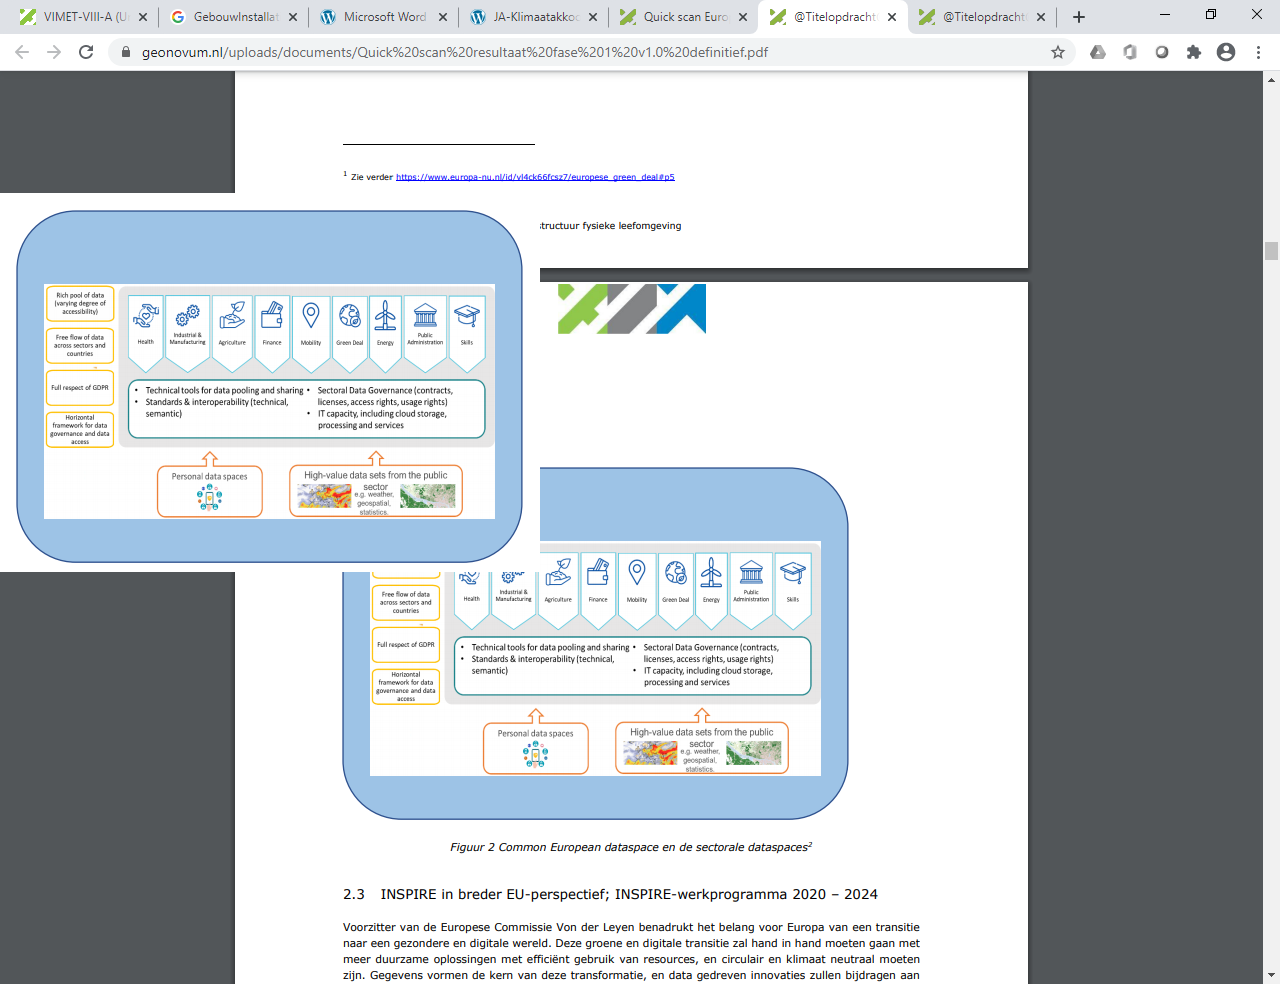 VIMET-VIII-A (U
GebouwInstallat
Microsoft Word
JA-Klimaatakkoo
Quick scan Euro
@Titelopdracht
@Titelopdracht
geonovum.nl/uploads/documents/Quick%20scan%20resultaat%20fase%201%20v1.0%20definitief.pdf
1 Zie verder https://www.europa-nu.nl/id/vl4ck66fcsz7/europese_green_deal#p5
structuur fysieke leefomgeving
Rich pool of data
(varying degree of
accessibility)
Free flow of data
across sectors and
countries
Full respect of GDPR
Horizontal
framework for data
governance and data
access
Health
Industrial &
Manufacturing
Agriculture
Finance
Mobility
Green Deal
Energy
Public
Administration
Skills
• Technical tools for data pooling and sharing
• Standards & interoperability (technical,
semantic)
• Sectoral Data Governance (contracts,
licenses, access rights, usage rights)
• IT capacity, including cloud storage,
processing and services
Personal data spaces
High-value data sets from the public
sector
e.g. weather,
geospatial,
statistics.
Free flow of data
across sectors and
countries
Full respect of GDPR
Horizontal
framework for data
governance and data
access
Health
Industrial &
Manufacturing
Agriculture
Finance
Mobility
Green Deal
Energy
Public
Administration
Skills
• Technical tools for data pooling and sharing
• Standards & interoperability (technical,
semantic)
• Sectoral Data Governance (contracts,
licenses, access rights, usage rights)
• IT capacity, including cloud storage,
processing and services
Personal data spaces
High-value data sets from the public
sector
e.g. weather,
geospatial,
statistics.
Figuur 2 Common European dataspace en de sectorale dataspaces2
2.3 INSPIRE in breder EU-perspectief; INSPIRE-werkprogramma 2020 – 2024
Voorzitter van de Europese Commissie Von der Leyen benadrukt het belang voor Europa van een transitie
naar een gezondere en digitale wereld. Deze groene en digitale transitie zal hand in hand moeten gaan met
meer duurzame oplossingen met efficiënt gebruik van resources, en circulair en klimaat neutraal moeten
zijn. Gegevens vormen de kern van deze transformatie, en data gedreven innovaties zullen bijdragen aan